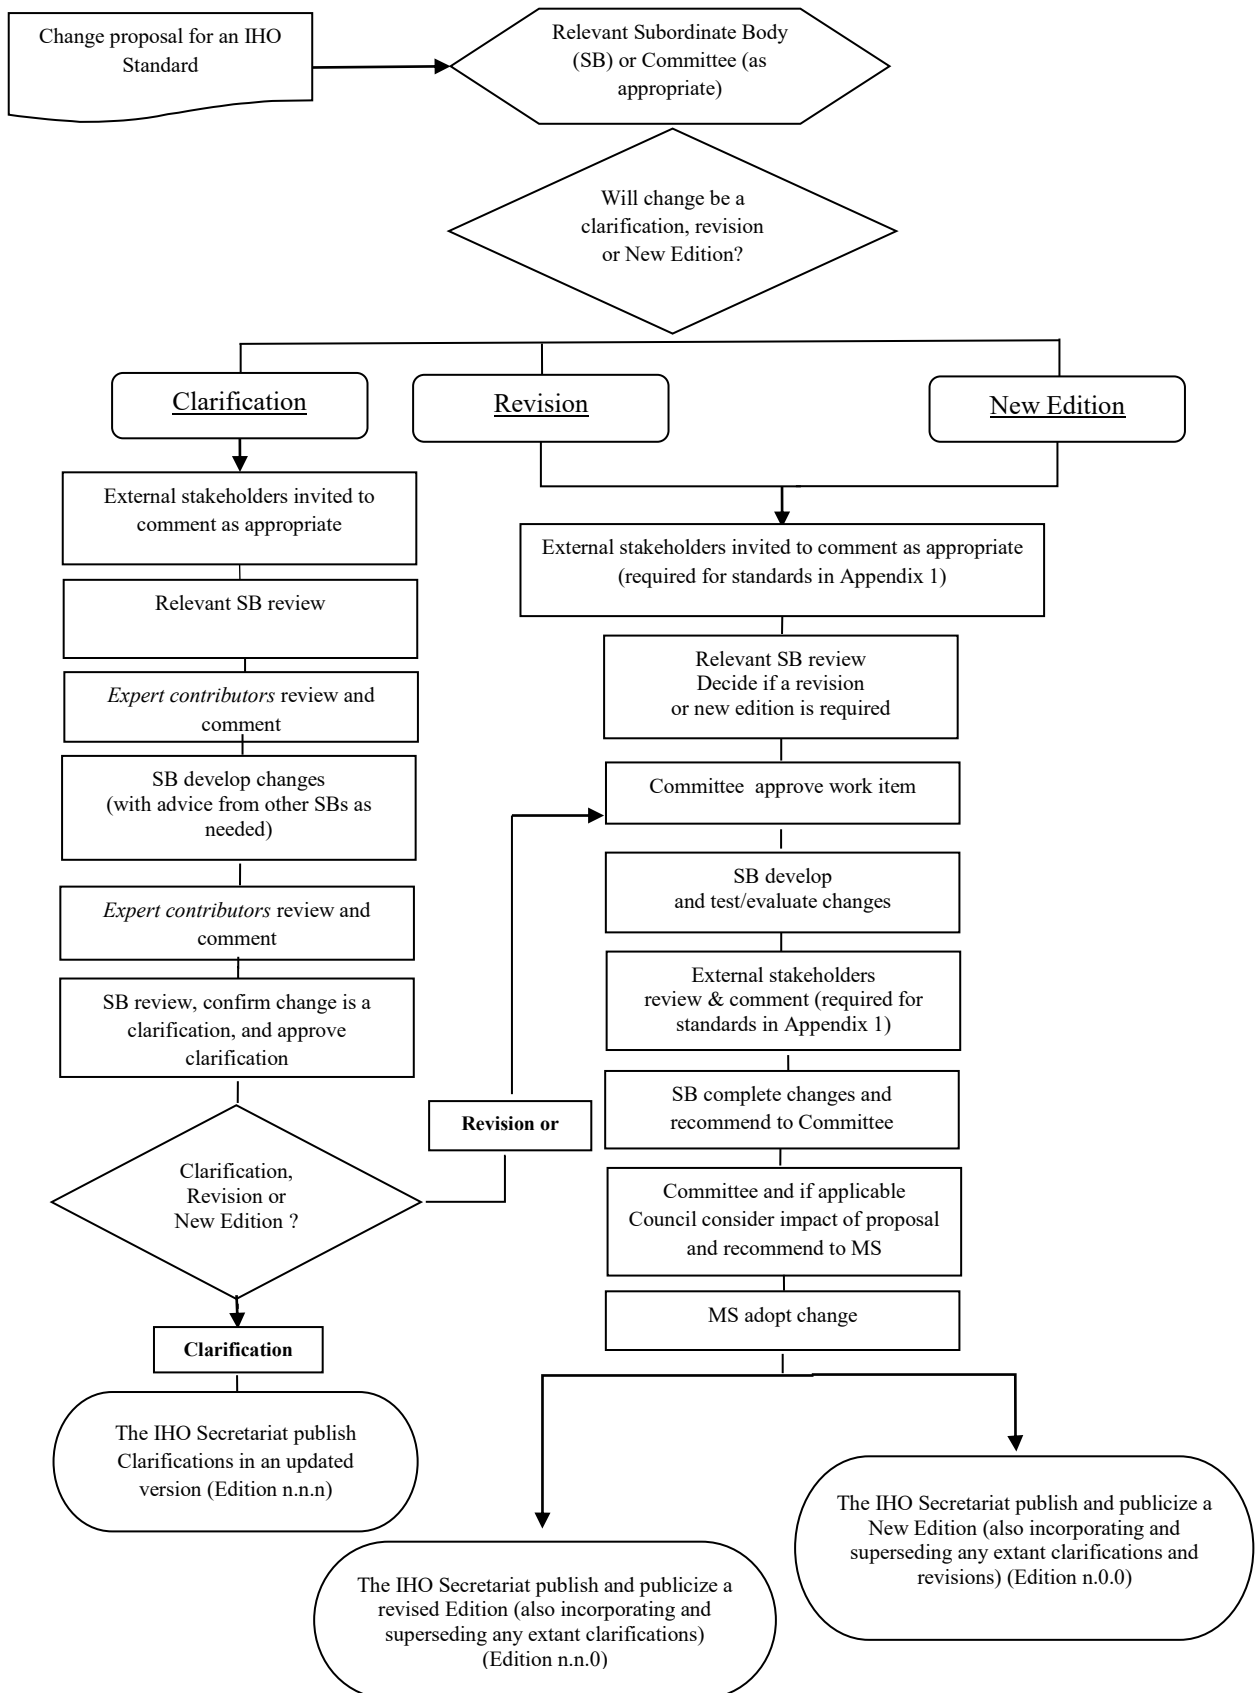 Change proposal for an IHO
Standard
Relevant Subordinate Body
(SB) or Committee (as
appropriate)
Will change be a
clarification, revision
or New Edition?
Clarification
Revision
New Edition
External stakeholders invited to
comment as appropriate
Relevant SB review
Expert contributors review and
comment
SB develop changes
(with advice from other SBs as
needed)
Expert contributors review and
comment
SB review, confirm change is a
clarification, and approve
clarification
Clarification,
Revision or
New Edition ?
Revision or
Clarification
The IHO Secretariat publish
Clarifications in an updated
version (Edition n.n.n)
External stakeholders invited to comment as appropriate
(required for standards in Appendix 1)
Relevant SB review
Decide if a revision
or new edition is required
Committee  approve work item
SB develop
and test/evaluate changes
External stakeholders
review & comment (required for
standards in Appendix 1)
SB complete changes and
recommend to Committee
Committee and if applicable
Council consider impact of proposal
and recommend to MS
MS adopt change
The IHO Secretariat publish and publicize a
revised Edition (also incorporating and
superseding any extant clarifications)
(Edition n.n.0)
The IHO Secretariat publish and publicize a
New Edition (also incorporating and
superseding any extant clarifications and
revisions) (Edition n.0.0)